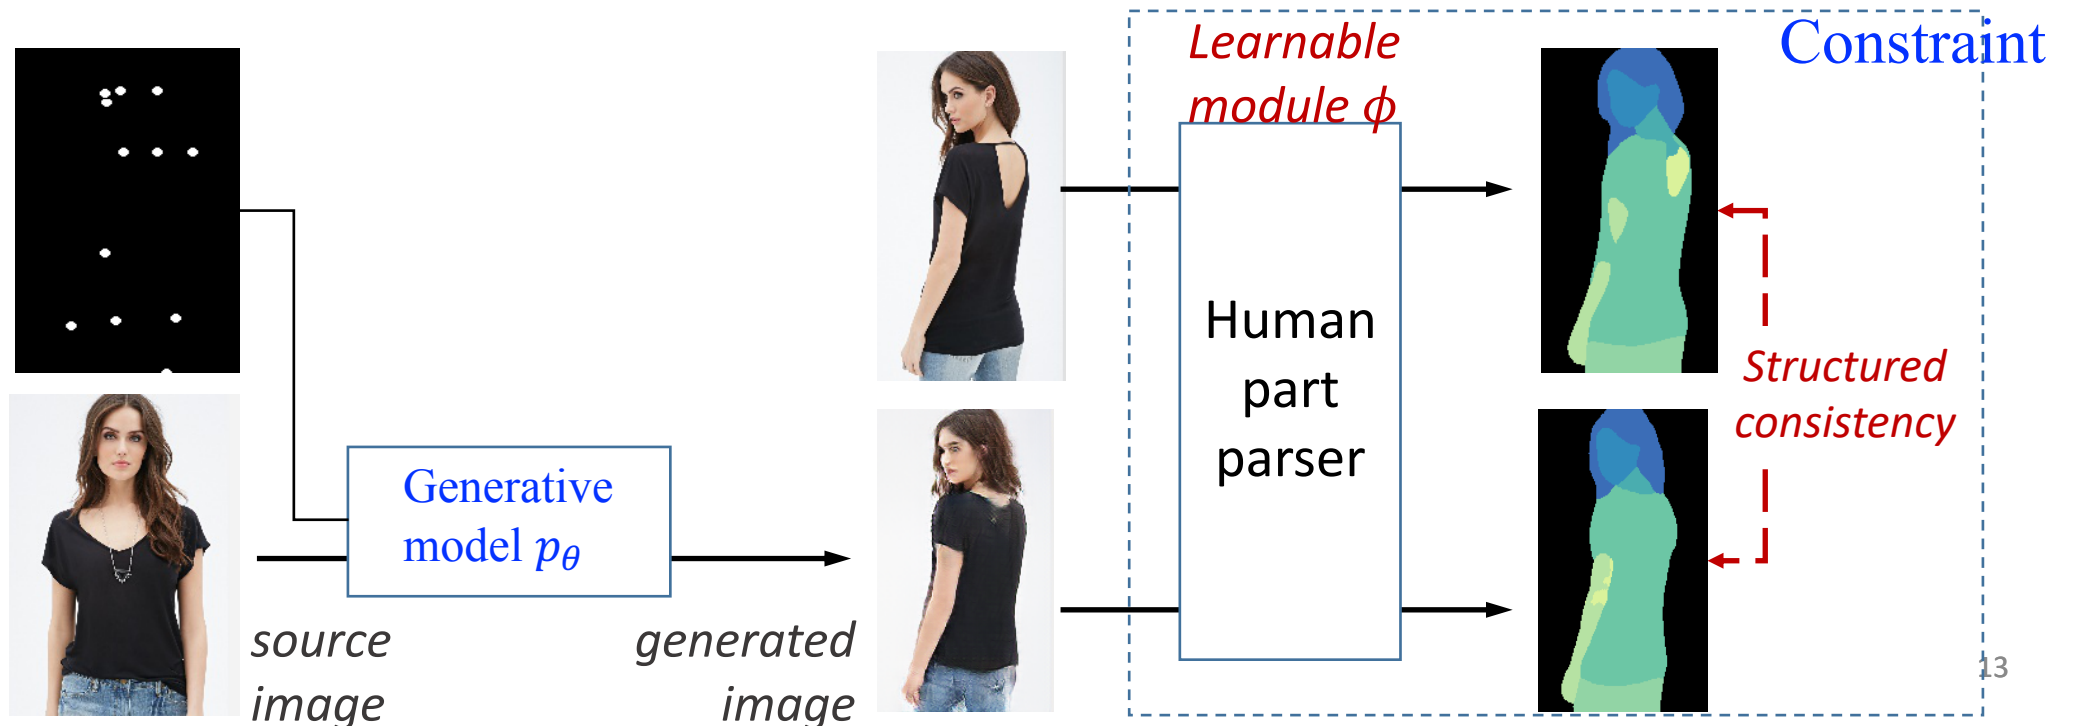 Constraint
Learnable
module ϕ
Human
part
parser
Structured
consistency
Generative
model pθ
source
image
generated
image
13